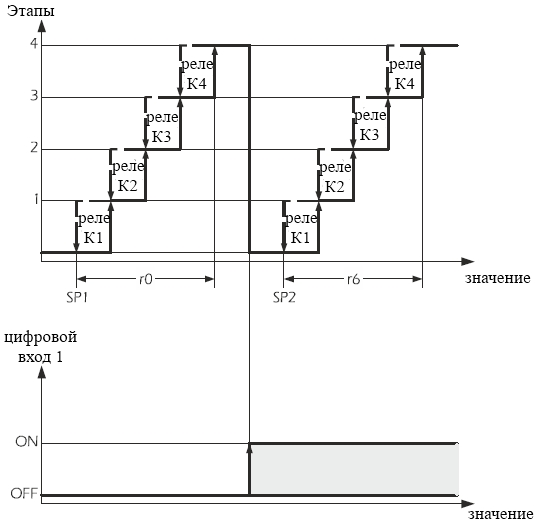 Этапы
4
реле
К4
реле
К4
3
реле
К3
реле
К3
2
реле
К2
реле
К2
1
реле
К1
реле
К1
SP1
r0
SP2
r6
значение
цифровой
вход 1
ON
OFF
значение